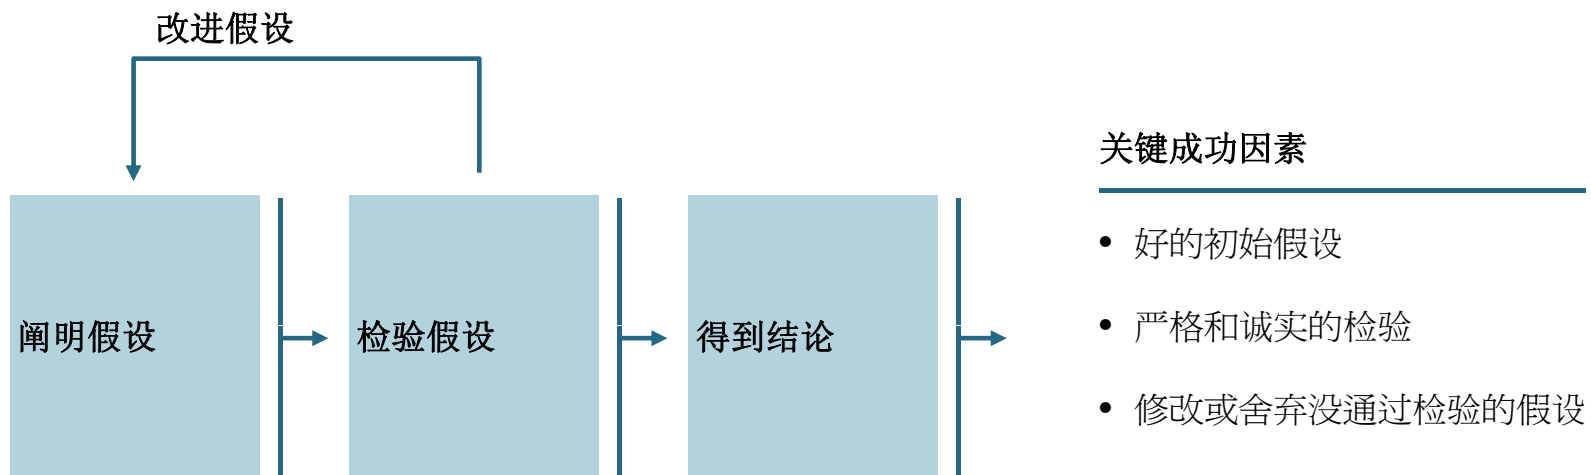 改进假设
阐明假设
检验假设
得到结论
关键成功因素
• 好的初始假设
• 严格和诚实的检验
• 修改或舍弃没通过检验的假设